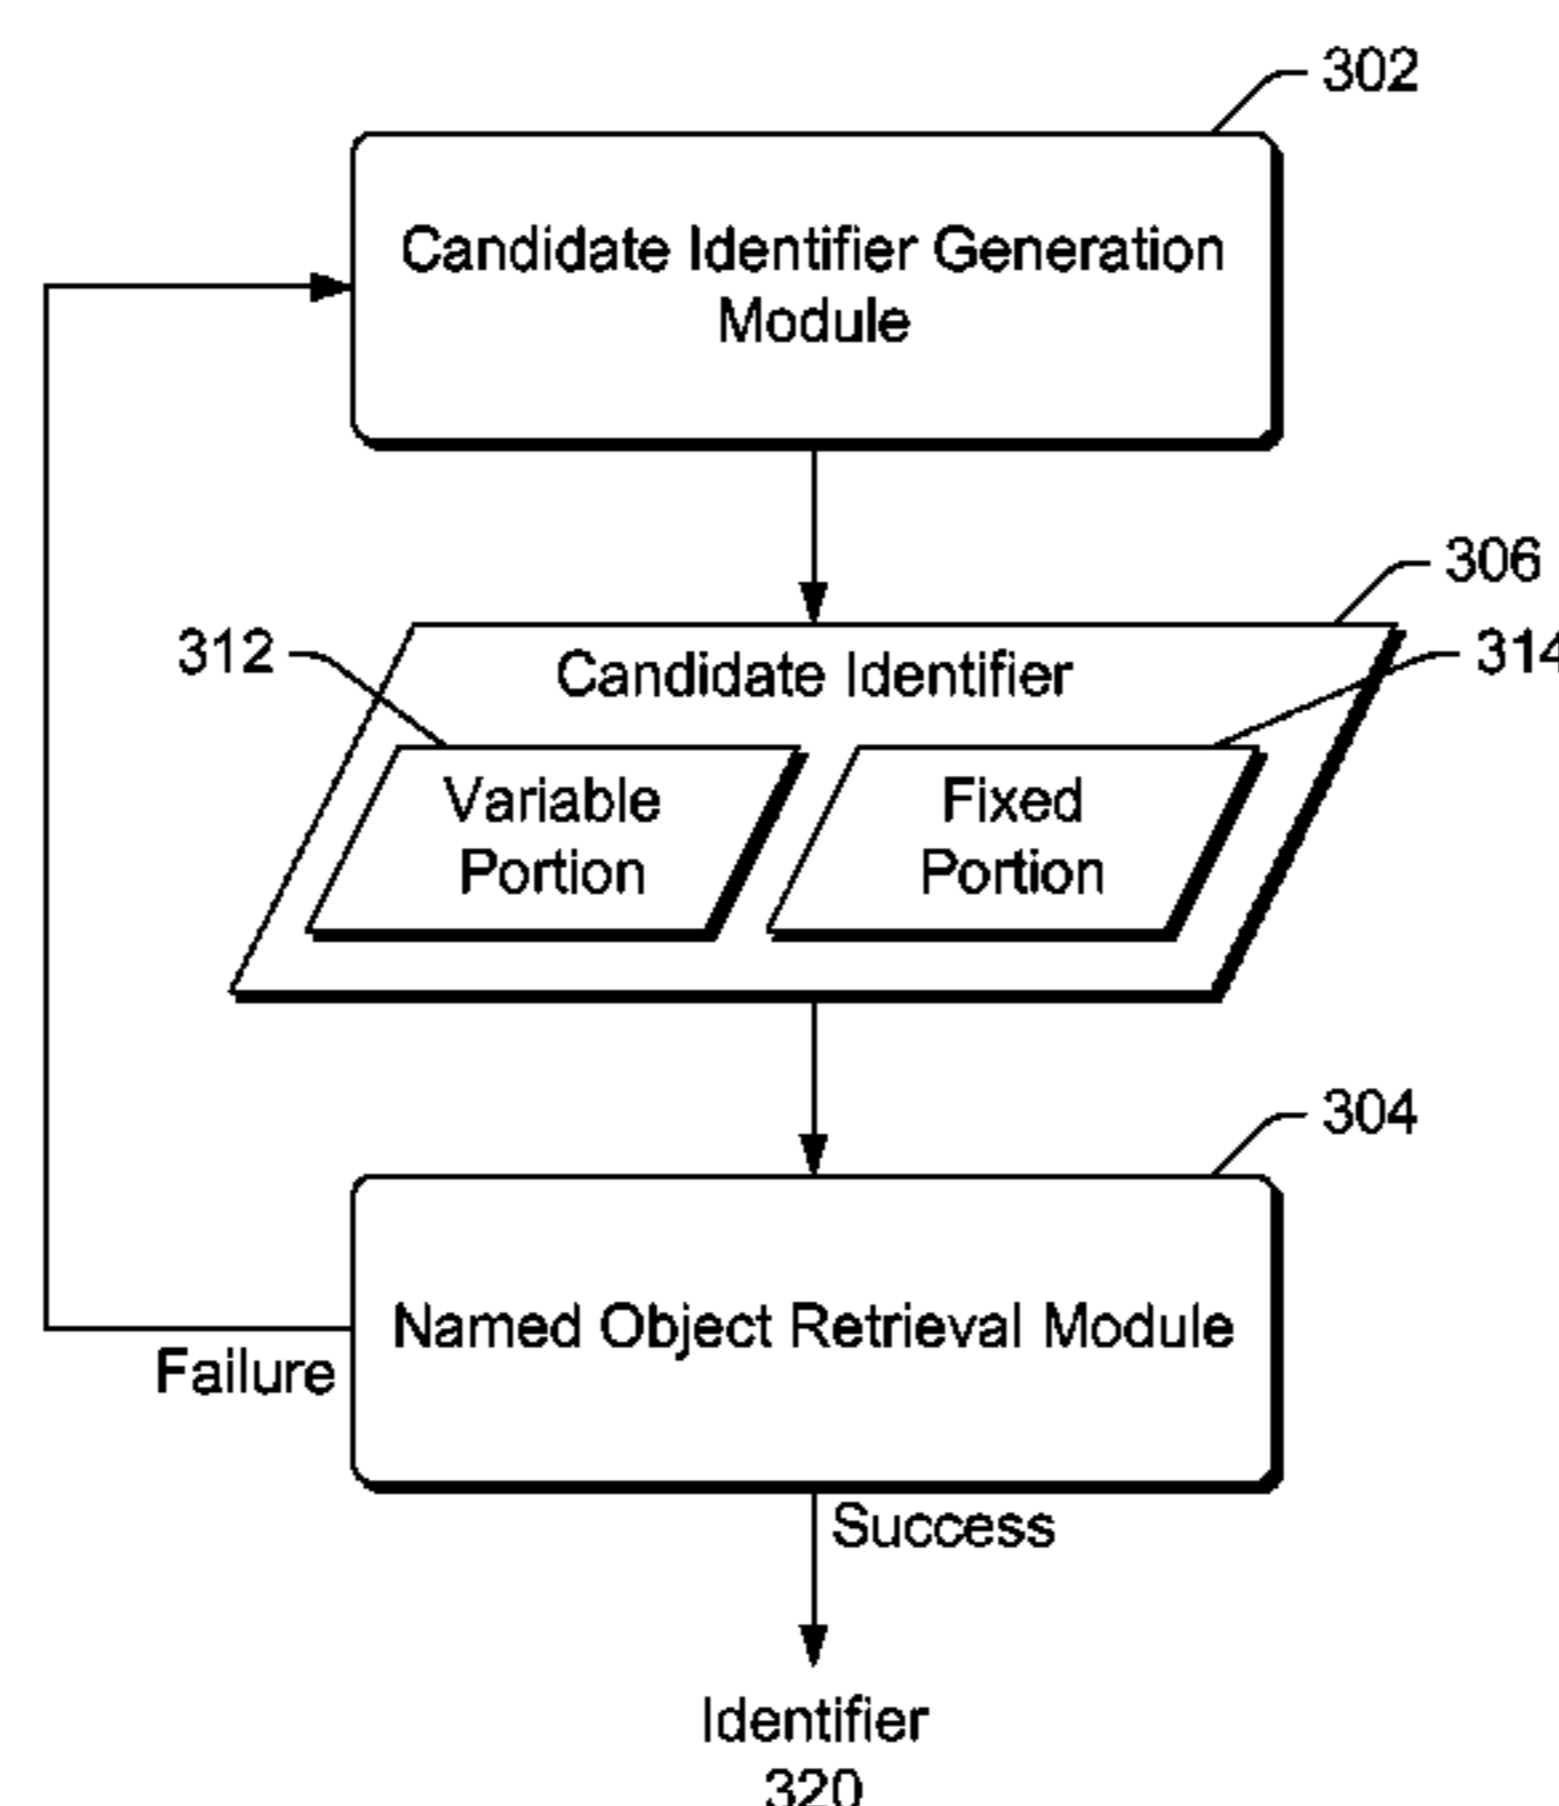 302
Candidate Identifier Generation
Module
306
312
314
Candidate Identifier
Variable
Portion
Fixed
Portion
304
Named Object Retrieval Module
Failure
Success
Identifier
320